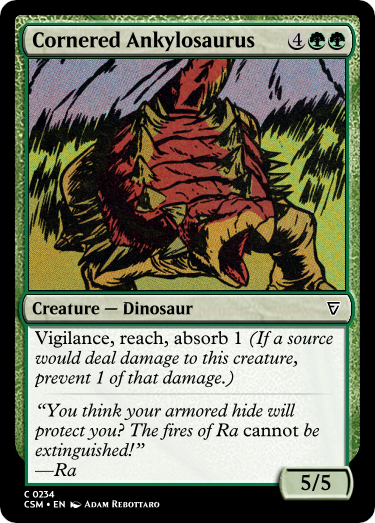 Cornered Ankylosaurus 4
Creature — Dinosaur
Vigilance, reach, absorb 1 (If a source
would deal damage to this creature,
prevent 1 of that damage.)
“You think your armored hide will
protect you? The fires of Ra cannot be
extinguished!”
—Ra
5/5
C 0234
CSM • EN Adam Rebottaro